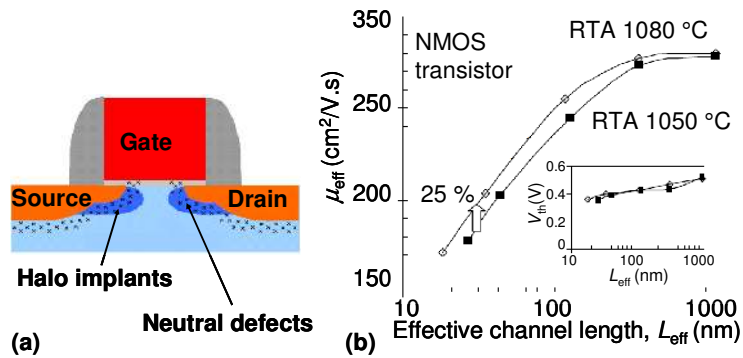 (a)
Gate
Source
Drain
Halo implants
Neutral defects
(b)
μeff (cm²/V.s)
350
250
200
150
NMOS
transistor
RTA 1080 °C
RTA 1050 °C
25 %
Vth(V)
0.6
0.4
0.2
0
10
100
1000
Leff (nm)
10
100
1000
Effective channel length, Leff (nm)